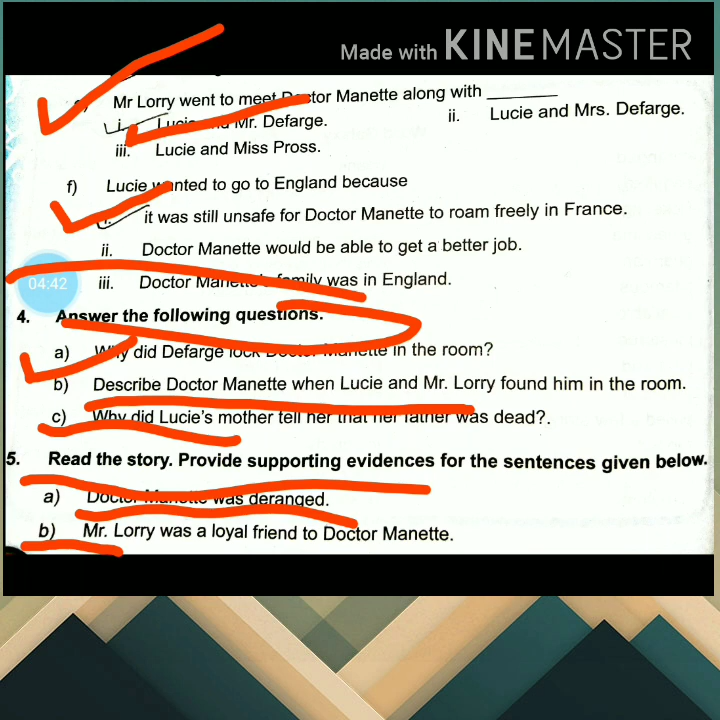 Made with KINEMASTER
Mr Lorry went to meet Doctor Manette along with ________
i. Lucie and Mr. Defarge. ii. Lucie and Mrs. Defarge.
iii. Lucie and Miss Pross.
f) Lucie wanted to go to England because
i. it was still unsafe for Doctor Manette to roam freely in France.
ii. Doctor Manette would be able to get a better job.
04:42 iii. Doctor Manette's family was in England.
4. Answer the following questions.
a) Why did Defarge lock Doctor Manette in the room?
b) Describe Doctor Manette when Lucie and Mr. Lorry found him in the room.
c) Why did Lucie's mother tell her that her father was dead?.
5. Read the story. Provide supporting evidences for the sentences given below.
a) Doctor Manette was deranged.
b) Mr. Lorry was a loyal friend to Doctor Manette.